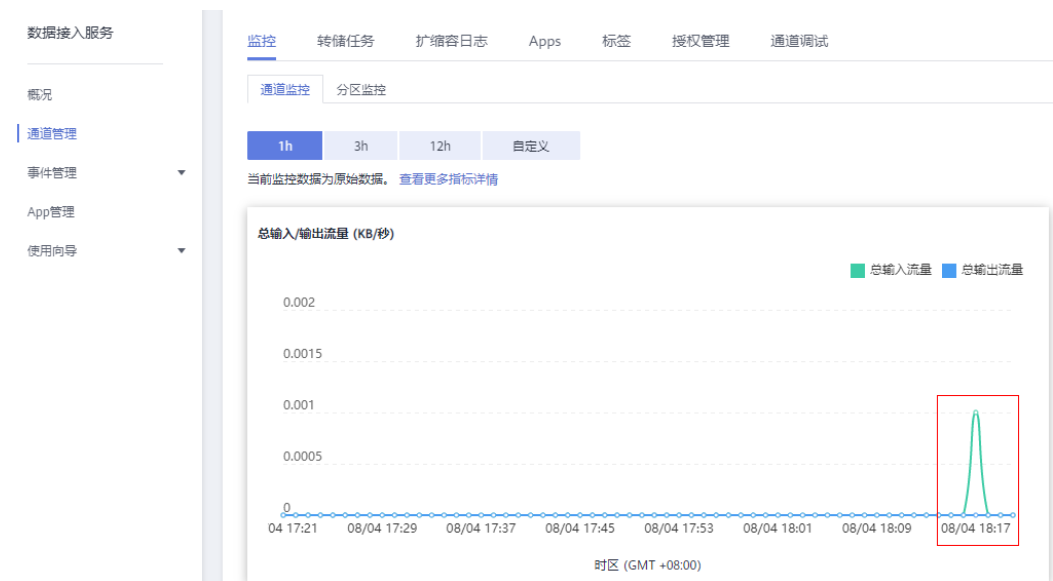 数据接入服务
概况
通道管理
事件管理
App管理
使用向导
监控 转储任务 扩缩容日志 Apps 标签 授权管理 通道调试
通道监控 分区监控
1h 3h 12h 自定义
当前监控数据为原始数据。 查看更多指标详情
总输入/输出流量 (KB/秒)
总输入流量 总输出流量
0.002
0.0015
0.001
0.0005
0
04 17:21 08/04 17:29 08/04 17:37 08/04 17:45 08/04 17:53 08/04 18:01 08/04 18:09 08/04 18:17
时区 (GMT +08:00)